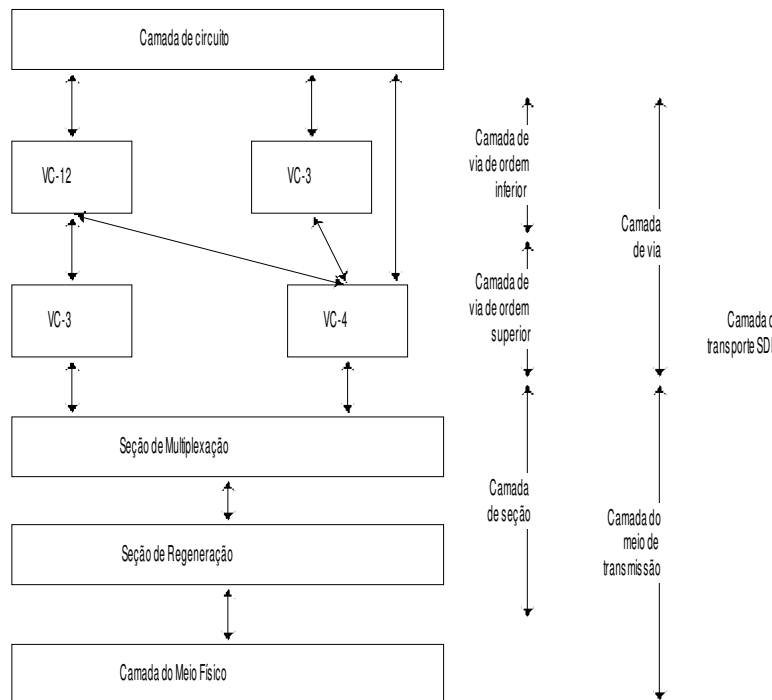 Camada de circuito
Camada de
via de ordem
inferior
VC-12
VC-3
Camada
de via
Camada de
via de ordem
superior
VC-3
VC-4
transporte
Seção de Multiplexação
Camada
de seção
Camada do
meio de
transmissão
Seção de Regeneração
Camada do Meio Físico